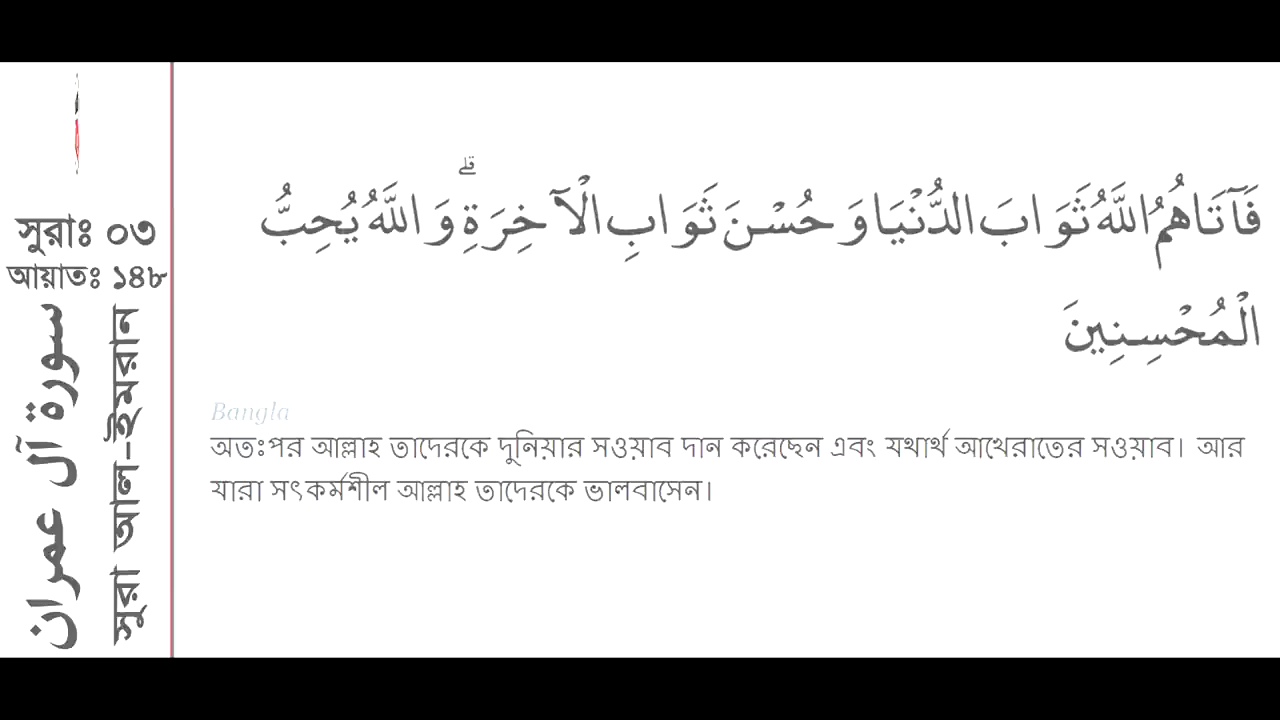 সুরাঃ ০৩
আয়াতঃ ১৪৮
سورة آل عمران
সুরা আল-ইমরান
فَآتَاهُمُ اللَّهُ ثَوَابَ الدُّنْيَا وَحُسْنَ ثَوَابِ الْآخِرَةِ ۗ وَاللَّهُ يُحِبُّ
الْمُحْسِنِينَ
Bangla
অতঃপর আল্লাহ তাদেরকে দুনিয়ার সওয়াব দান করেছেন এবং যথার্থ আখেরাতের সওয়াব। আর
যারা সৎকর্মশীল আল্লাহ তাদেরকে ভালবাসেন।